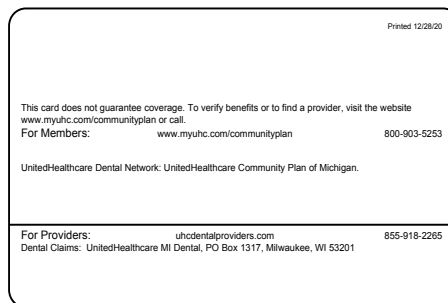 Printed 12/28/20
This card does not guarantee coverage. To verify benefits or to find a provider, visit the website
www.myuhc.com/communityplan or call.
For Members: www.myuhc.com/communityplan 800-903-5253
UnitedHealthcare Dental Network: UnitedHealthcare Community Plan of Michigan.
For Providers: uhcdentalproviders.com 855-918-2265
Dental Claims: UnitedHealthcare MI Dental, PO Box 1317, Milwaukee, WI 53201